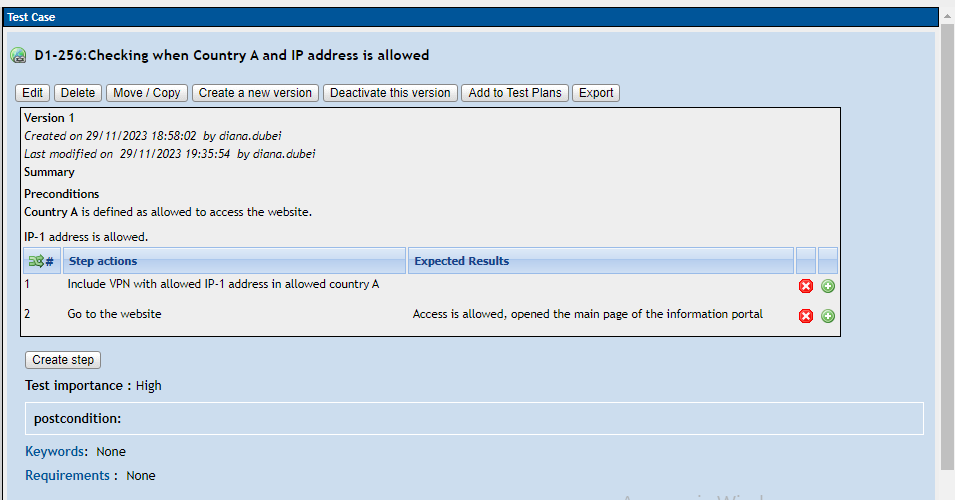 Test Case
D1-256:Checking when Country A and IP address is allowed
Edit Delete Move / Copy Create a new version Deactivate this version Add to Test Plans Export
Version 1
Created on 29/11/2023 18:58:02 by diana.dubei
Last modified on 29/11/2023 19:35:54 by diana.dubei
Summary
Preconditions
Country A is defined as allowed to access the website.
IP-1 address is allowed.
# Step actions Expected Results
1 Include VPN with allowed IP-1 address in allowed country A
2 Go to the website Access is allowed, opened the main page of the information portal
Create step
Test importance : High
postcondition:
Keywords: None
Requirements : None